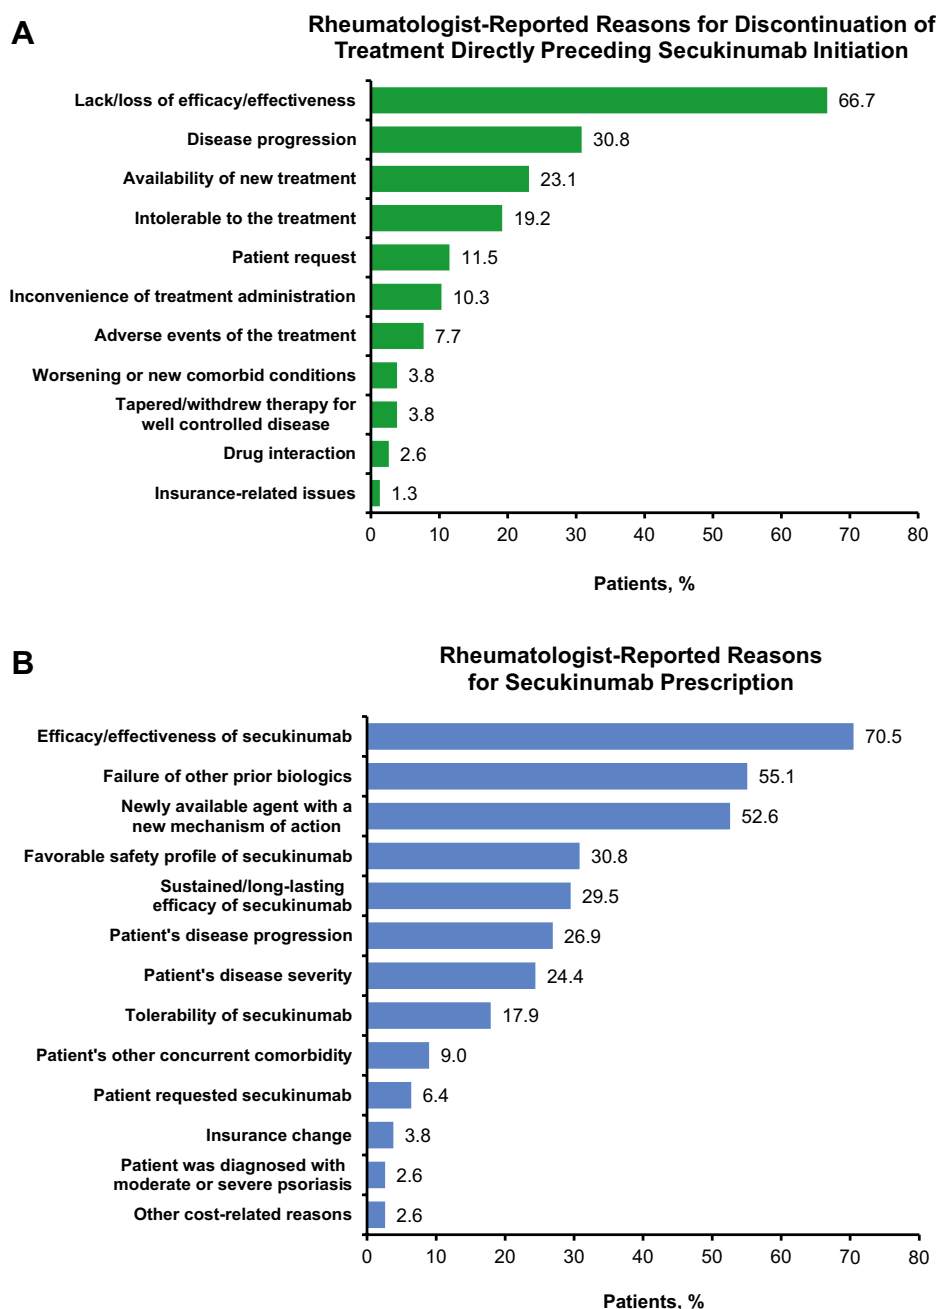 A
Rheumatologist-Reported Reasons for Discontinuation of
Treatment Directly Preceding Secukinumab Initiation
Lack/loss of efficacy/effectiveness 66.7
Disease progression 30.8
Availability of new treatment 23.1
Intolerable to the treatment 19.2
Patient request 11.5
Inconvenience of treatment administration 10.3
Adverse events of the treatment 7.7
Worsening or new comorbid conditions 3.8
Tapered/withdrew therapy for
well controlled disease 3.8
Drug interaction 2.6
Insurance-related issues 1.3
0 10 20 30 40 50 60 70 80
Patients, %
B
Rheumatologist-Reported Reasons
for Secukinumab Prescription
Efficacy/effectiveness of secukinumab 70.5
Failure of other prior biologics 55.1
Newly available agent with a
new mechanism of action 52.6
Favorable safety profile of secukinumab 30.8
Sustained/long-lasting
efficacy of secukinumab 29.5
Patient's disease progression 26.9
Patient's disease severity 24.4
Tolerability of secukinumab 17.9
Patient's other concurrent comorbidity 9.0
Patient requested secukinumab 6.4
Insurance change 3.8
Patient was diagnosed with
moderate or severe psoriasis 2.6
Other cost-related reasons 2.6
0 10 20 30 40 50 60 70 80
Patients, %